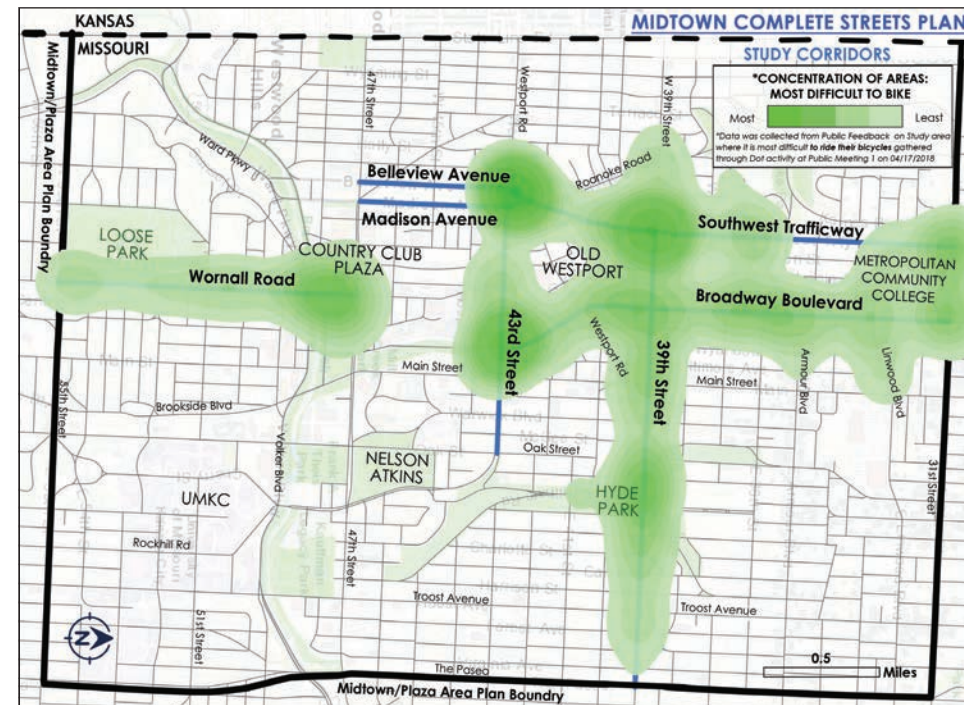 MIDTOWN COMPLETE STREETS PLAN
STUDY CORRIDORS
*CONCENTRATION OF AREAS:
MOST DIFFICULT TO BIKE
Most
Least
*Data was collected from Public Feedback on Study area
where it is most difficult to ride their bicycles gathered
through Dot activity at Public Meeting 1 on 04/17/2018
KANSAS
MISSOURI
Midtown/Plaza Area Plan Boundry
47th Street
Westport Rd
W 39th Street
Ward Pkwy
Roanoke Road
Belleview Avenue
Madison Avenue
Southwest Trafficway
LOOSE
PARK
COUNTRY CLUB
PLAZA
OLD
WESTPORT
METROPOLITAN
COMMUNITY
COLLEGE
Wornall Road
Broadway Boulevard
43rd Street
39th Street
Westport Rd
Main Street
Main Street
Armour Blvd
Linwood Blvd
55th Street
Brookside Blvd
Volker Blvd
Oak Street
NELSON
ATKINS
UMKC
HYDE
PARK
31st Street
Rockhill Rd
47th Street
Troost Avenue
Troost Avenue
51st Street
The Paseo
N
0.5
Miles
Midtown/Plaza Area Plan Boundry